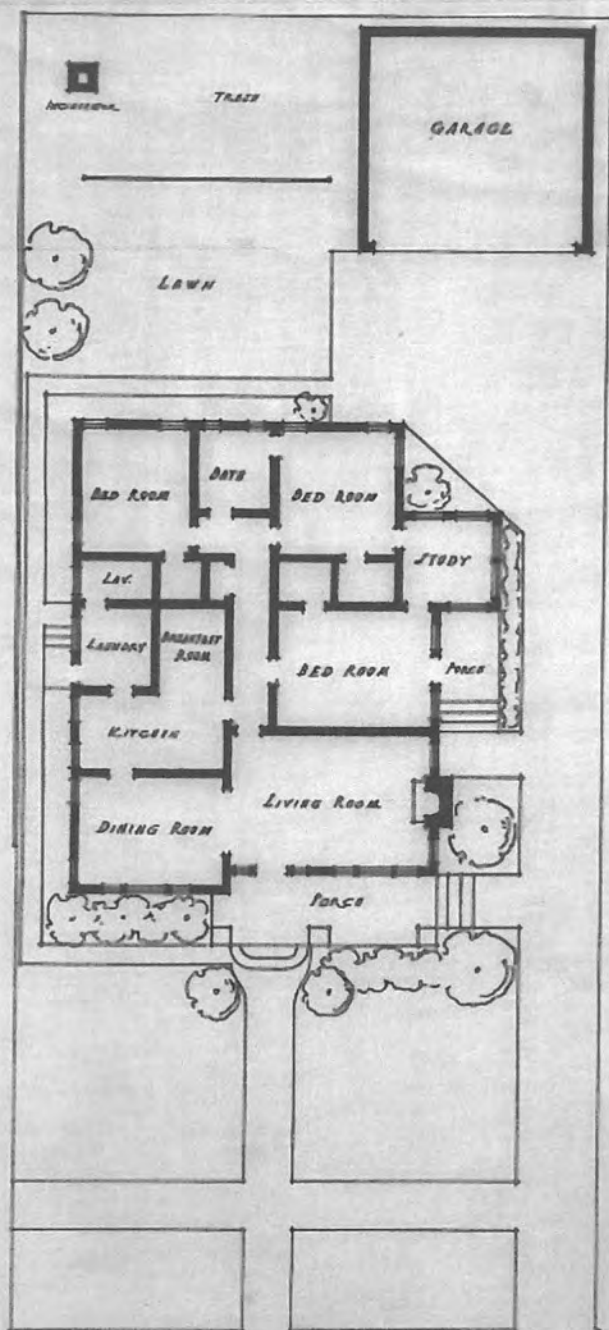 INCINERATOR
TRASH
GARAGE
LAWN
BED ROOM
BATH
BED ROOM
STUDY
LAV.
LAUNDRY
BREAKFAST
ROOM
BED ROOM
PORCH
KITCHEN
LIVING ROOM
DINING ROOM
PORCH